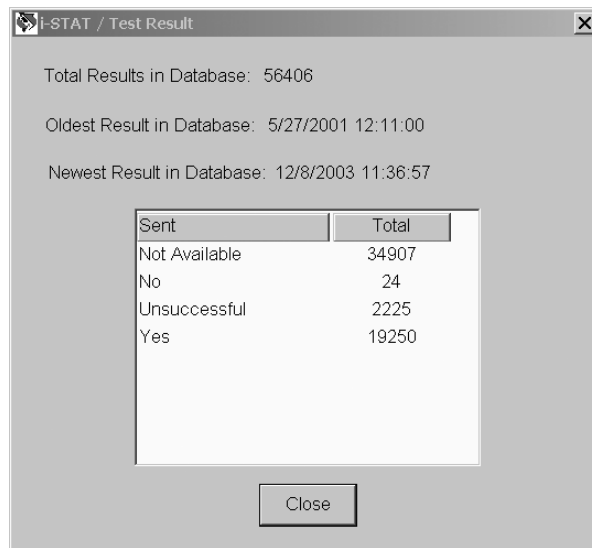 i-STAT / Test Result
Total Results in Database: 56406
Oldest Result in Database: 5/27/2001 12:11:00
Newest Result in Database: 12/8/2003 11:36:57
Sent Total
Not Available 34907
No 24
Unsuccessful 2225
Yes 19250
Close